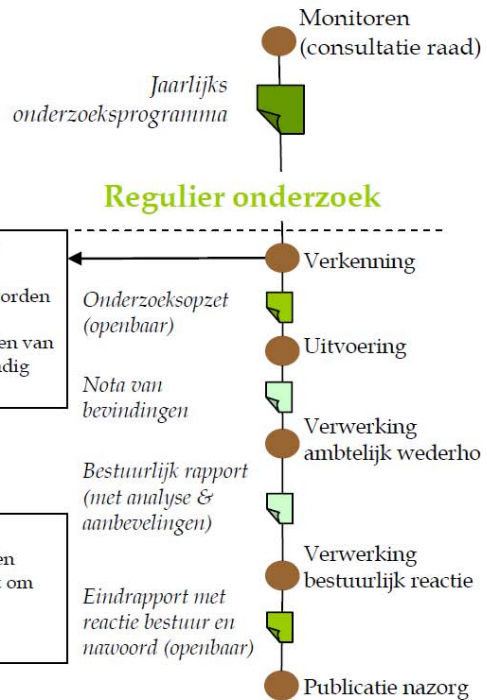 Monitoren
(consultatie raad)
Jaarlijks
onderzoeksprogramma
Regulier onderzoek
Verkenning
orden
en van
dig
Onderzoeksopzet
(openbaar)
Uitvoering
Nota van
bevindingen
Verwerking
ambtelijk wederho
Bestuurlijk rapport
(met analyse &
aanbevelingen)
en
om
Verwerking
bestuurlijk reactie
Eindrapport met
reactie bestuur en
nawoord (openbaar)
Publicatie nazorg